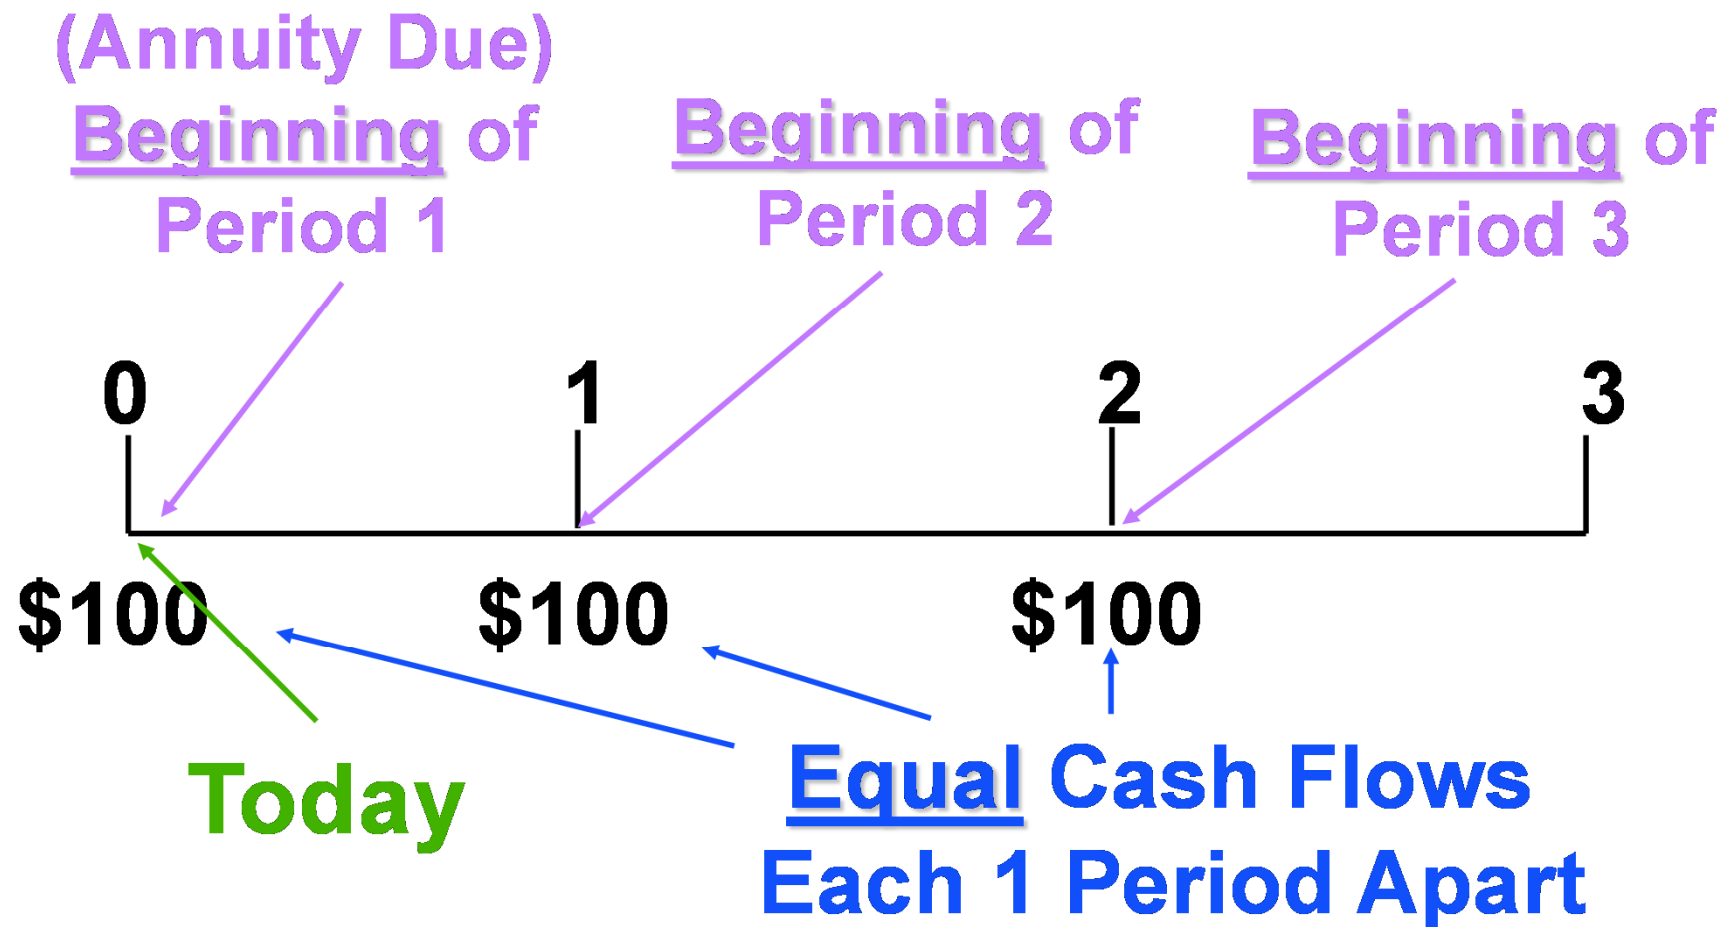 (Annuity Due)
Beginning of
Period 1
Beginning of
Period 2
Beginning of
Period 3
0
1
2
3
$100
$100
$100
Today
Equal Cash Flows
Each 1 Period Apart